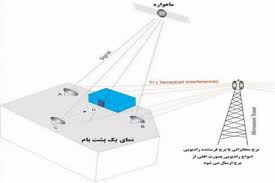 ماهواره
Signal
T1 ( Terrestrial Interference)
Microwave Tower
A
B
C
نمای یک پشت بام
برج مخابراتی یا برج فرستنده رادیویی
امواج رادیویی بصورت افقی از
برج ارسال می شود